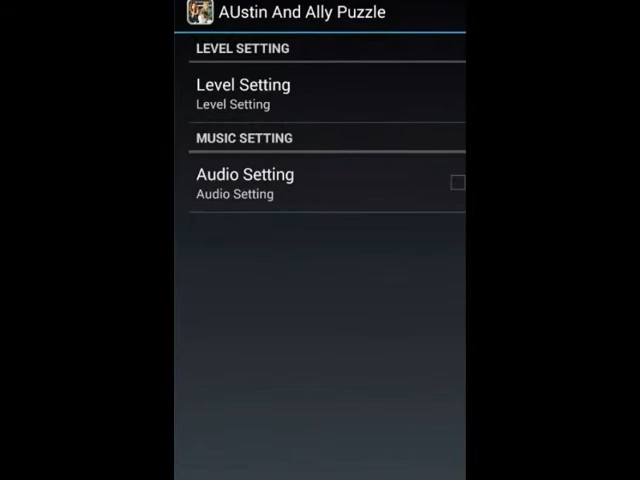 AUstin And Ally Puzzle
LEVEL SETTING
Level Setting
Level Setting
MUSIC SETTING
Audio Setting
Audio Setting